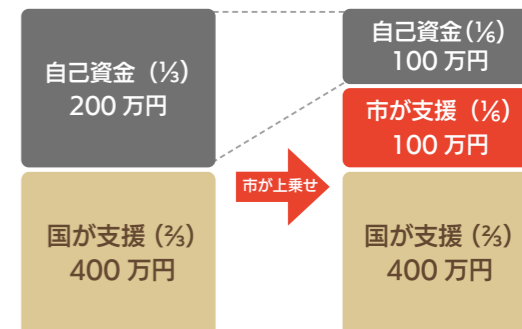 自己資金（⅓）
200 万円
国が支援（⅔）
400 万円
市が上乗せ
自己資金（⅙）
100 万円
市が支援（⅙）
100 万円
国が支援（⅔）
400 万円